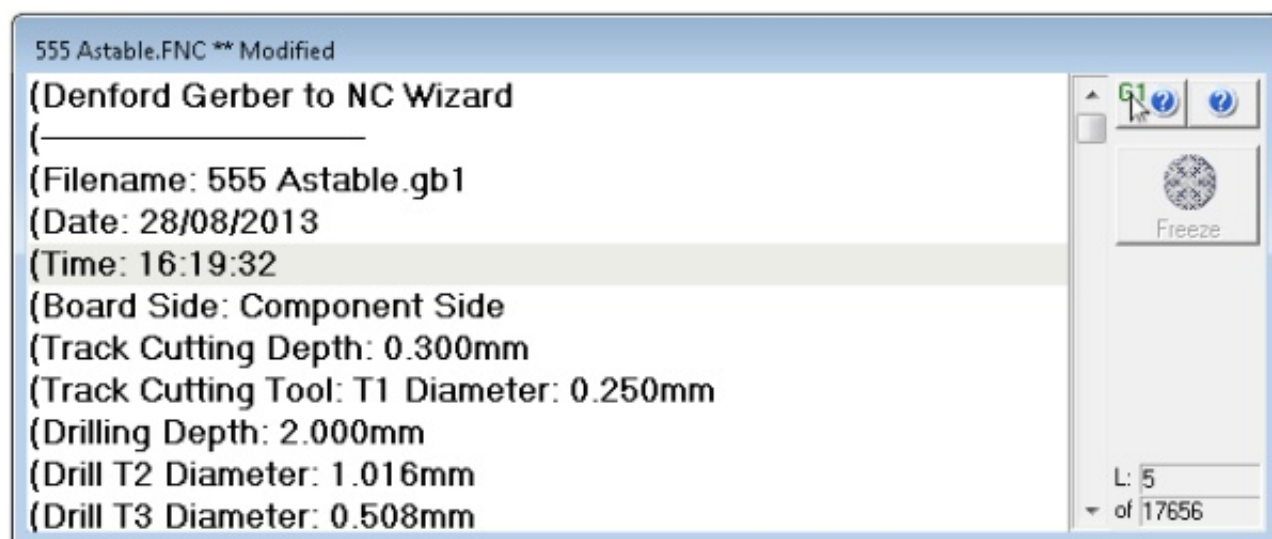 555 Astable.FNC ** Modified
(Denford Gerber to NC Wizard
(--------------------
(Filename: 555 Astable.gb1
(Date: 28/08/2013
(Time: 16:19:32
(Board Side: Component Side
(Track Cutting Depth: 0.300mm
(Track Cutting Tool: T1 Diameter: 0.250mm
(Drilling Depth: 2.000mm
(Drill T2 Diameter: 1.016mm
(Drill T3 Diameter: 0.508mm
G1
Freeze
L: 5
of 17656